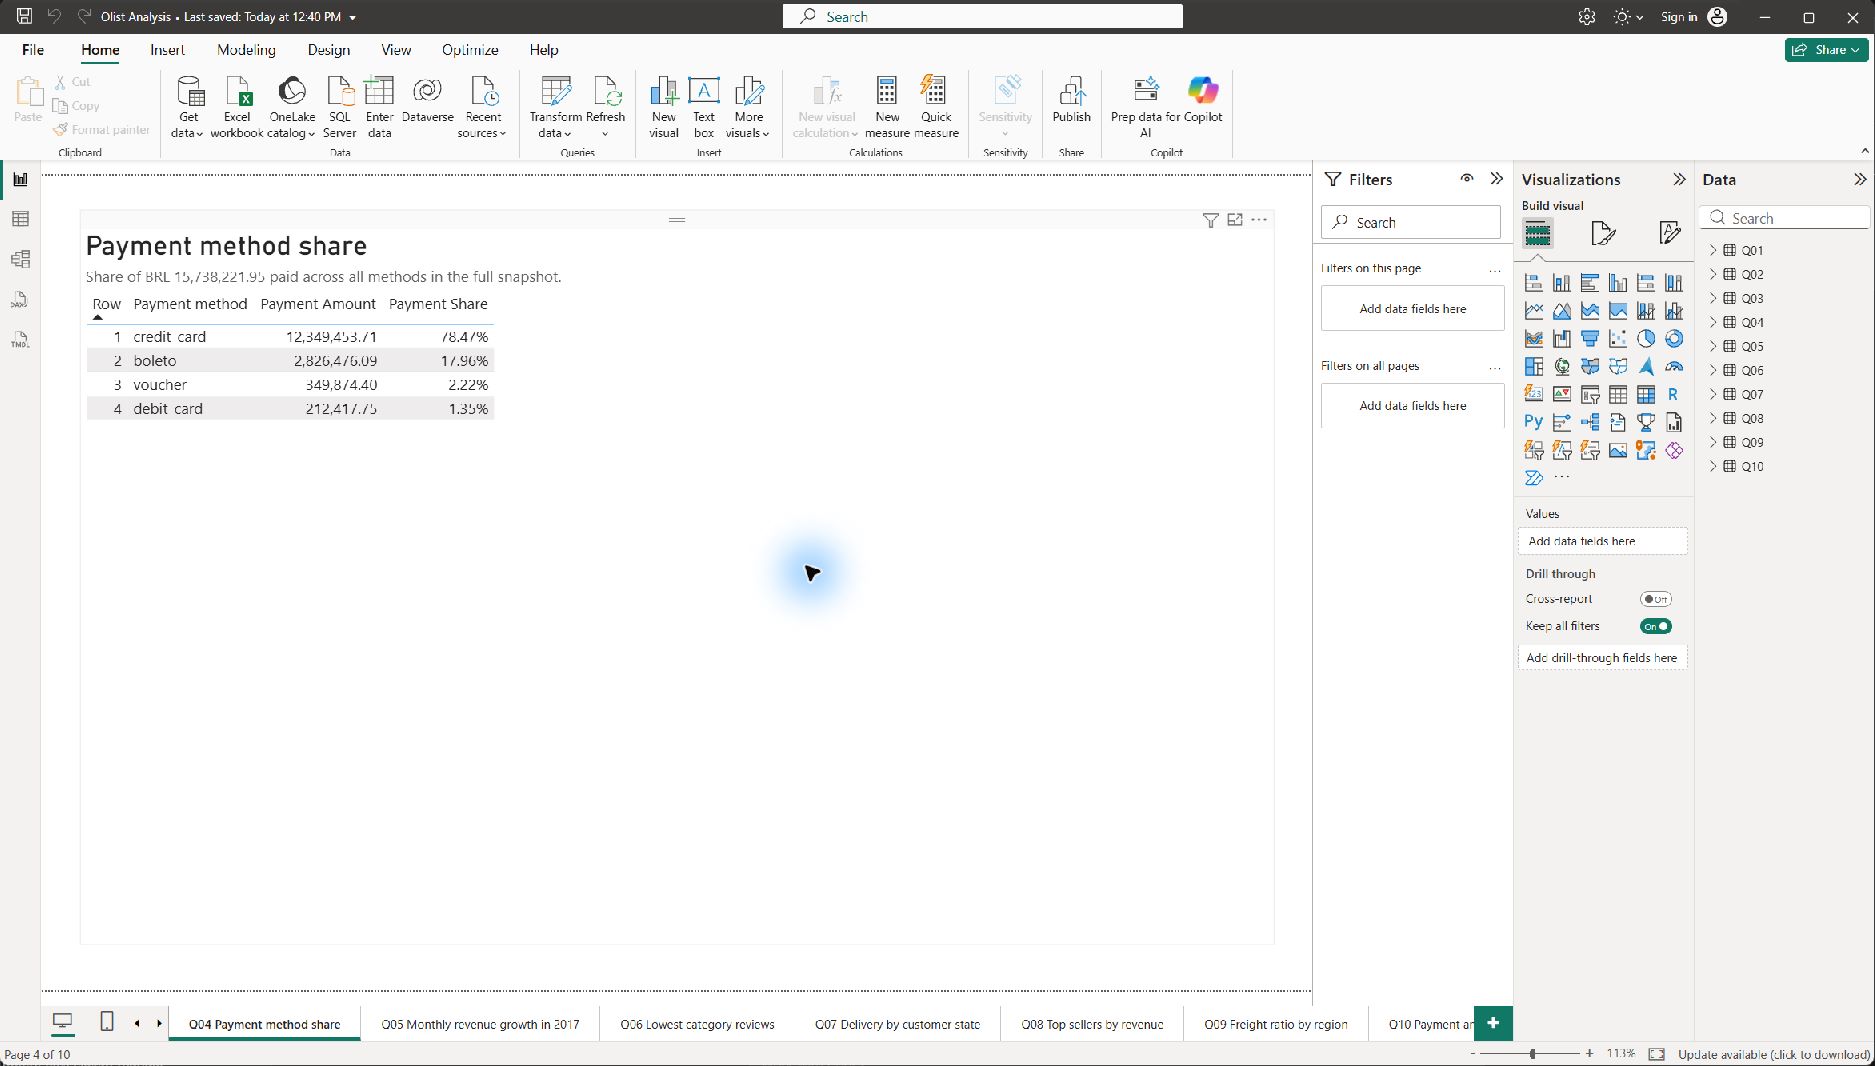 Olist Analysis • Last saved: Today at 12:40 PM
Search
Sign in
File Home Insert Modeling Design View Optimize Help
Share
Paste
Cut
Copy
Format painter
Clipboard
Get data
Excel workbook
OneLake catalog
SQL Server
Enter data
Dataverse
Recent sources
Data
Transform data
Refresh
Queries
New visual
Text box
More visuals
Insert
New visual calculation
New measure
Quick measure
Calculations
Sensitivity
Sensitivity
Publish
Share
Prep data for AI
Copilot
Copilot
DAX
TMDL
Payment method share
Share of BRL 15,738,221.95 paid across all methods in the full snapshot.
Row Payment method Payment Amount Payment Share
1 credit_card 12,349,453.71 78.47%
2 boleto 2,826,476.09 17.96%
3 voucher 349,874.40 2.22%
4 debit_card 212,417.75 1.35%
Filters
Search
Filters on this page ...
Add data fields here
Filters on all pages ...
Add data fields here
Visualizations
Build visual
123
R
Py
...
Values
Add data fields here
Drill through
Cross-report Off
Keep all filters On
Add drill-through fields here
Data
Search
Q01
Q02
Q03
Q04
Q05
Q06
Q07
Q08
Q09
Q10
Q04 Payment method share
Q05 Monthly revenue growth in 2017
Q06 Lowest category reviews
Q07 Delivery by customer state
Q08 Top sellers by revenue
Q09 Freight ratio by region
Q10 Payment an
Page 4 of 10
- + 113%
Update available (click to download)